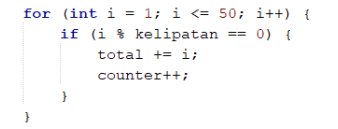 for (int i = 1; i <= 50; i++) {
    if (i % kelipatan == 0) {
        total += i;
        counter++;
    }
}